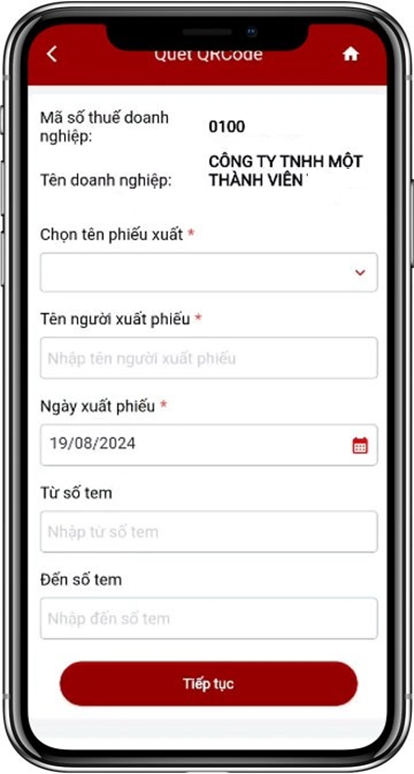 Quét QRCode
Mã số thuế doanh
nghiệp:
0100
Tên doanh nghiệp:
CÔNG TY TNHH MỘT
THÀNH VIÊN
Chọn tên phiếu xuất *
Tên người xuất phiếu *
Nhập tên người xuất phiếu
Ngày xuất phiếu *
19/08/2024
Từ số tem
Nhập từ số tem
Đến số tem
Nhập đến số tem
Tiếp tục